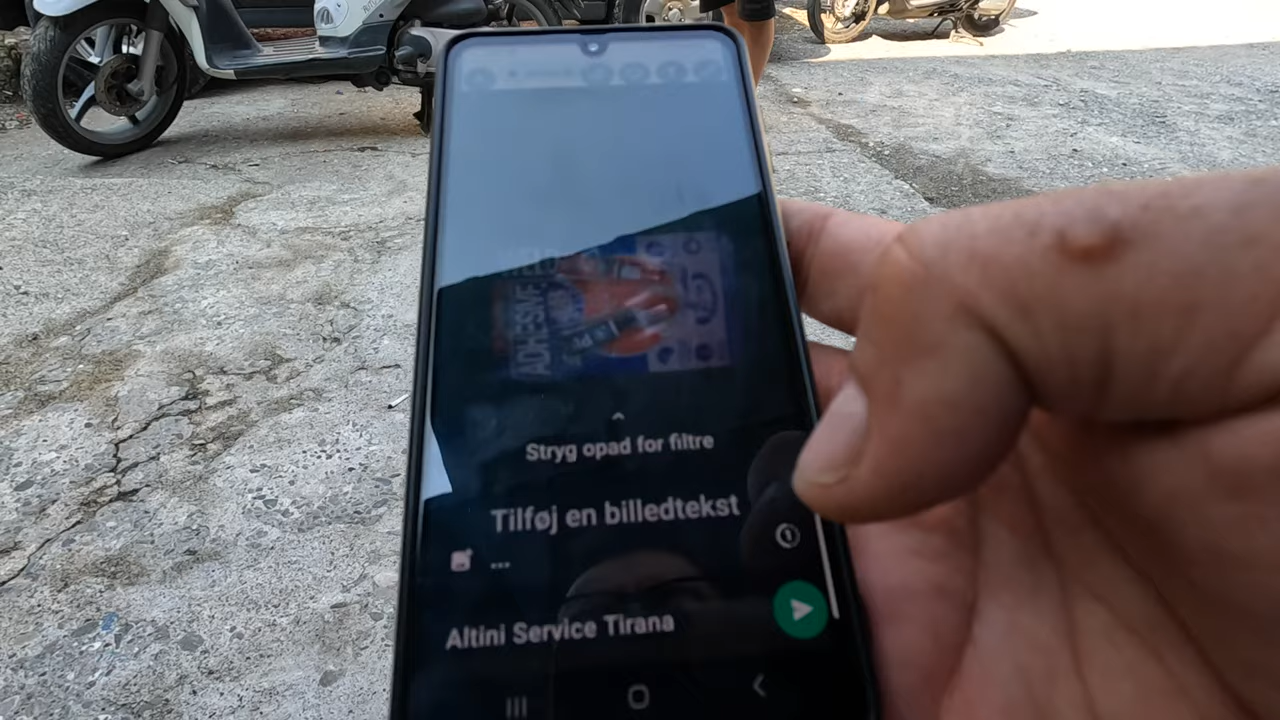 ADHESIVE
Stryg opad for filtre
Tilføj en billedtekst
...
Altini Service Tirana